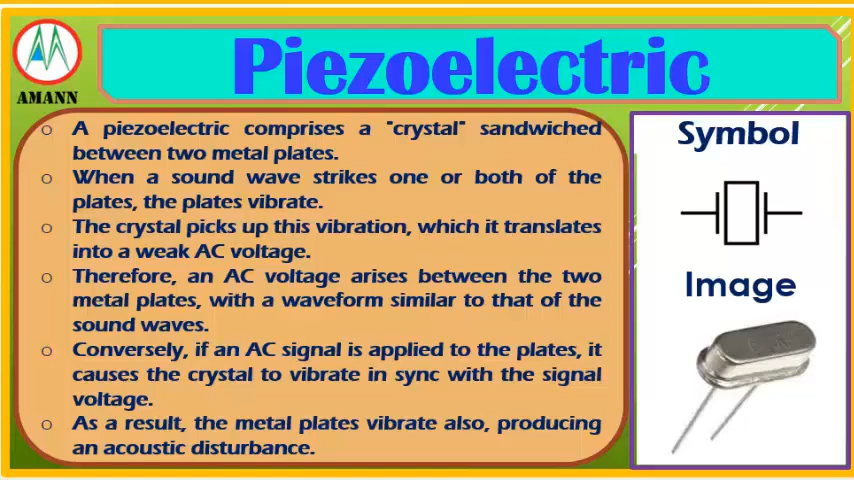 Piezoelectric
AMANN
o A piezoelectric comprises a "crystal" sandwiched
between two metal plates.
o When a sound wave strikes one or both of the
plates, the plates vibrate.
o The crystal picks up this vibration, which it translates
into a weak AC voltage.
o Therefore, an AC voltage arises between the two
metal plates, with a waveform similar to that of the
sound waves.
o Conversely, if an AC signal is applied to the plates, it
causes the crystal to vibrate in sync with the signal
voltage.
o As a result, the metal plates vibrate also, producing
an acoustic disturbance.
Symbol
Image